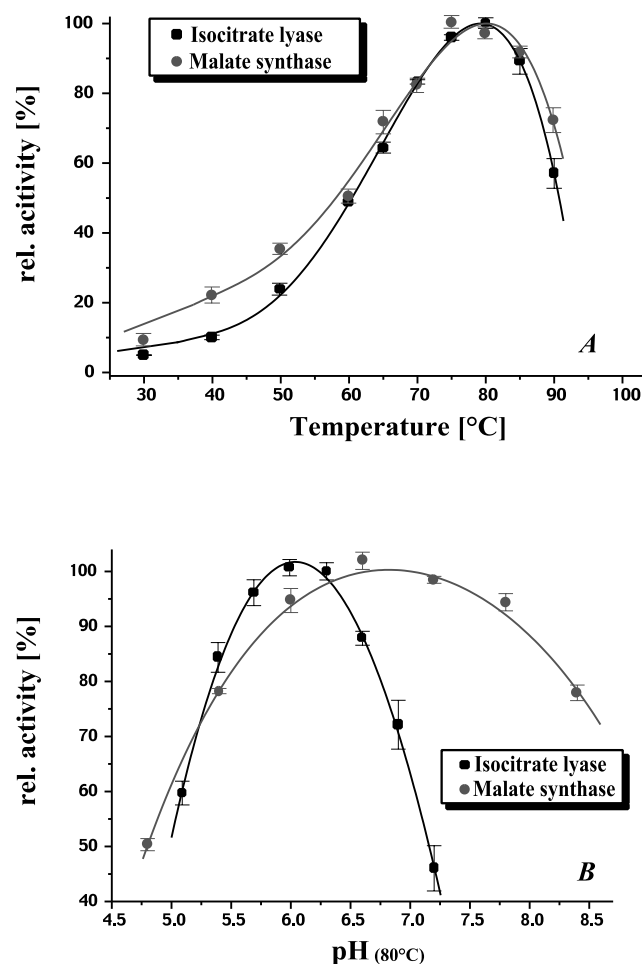 Isocitrate lyase
Malate synthase
rel. acitivity [%]
100
80
60
40
20
0
A
30 40 50 60 70 80 90 100
Temperature [°C]
rel. activity [%]
100
90
80
70
60
50
40
Isocitrate lyase
Malate synthase
B
4.5 5.0 5.5 6.0 6.5 7.0 7.5 8.0 8.5
pH (80°C)